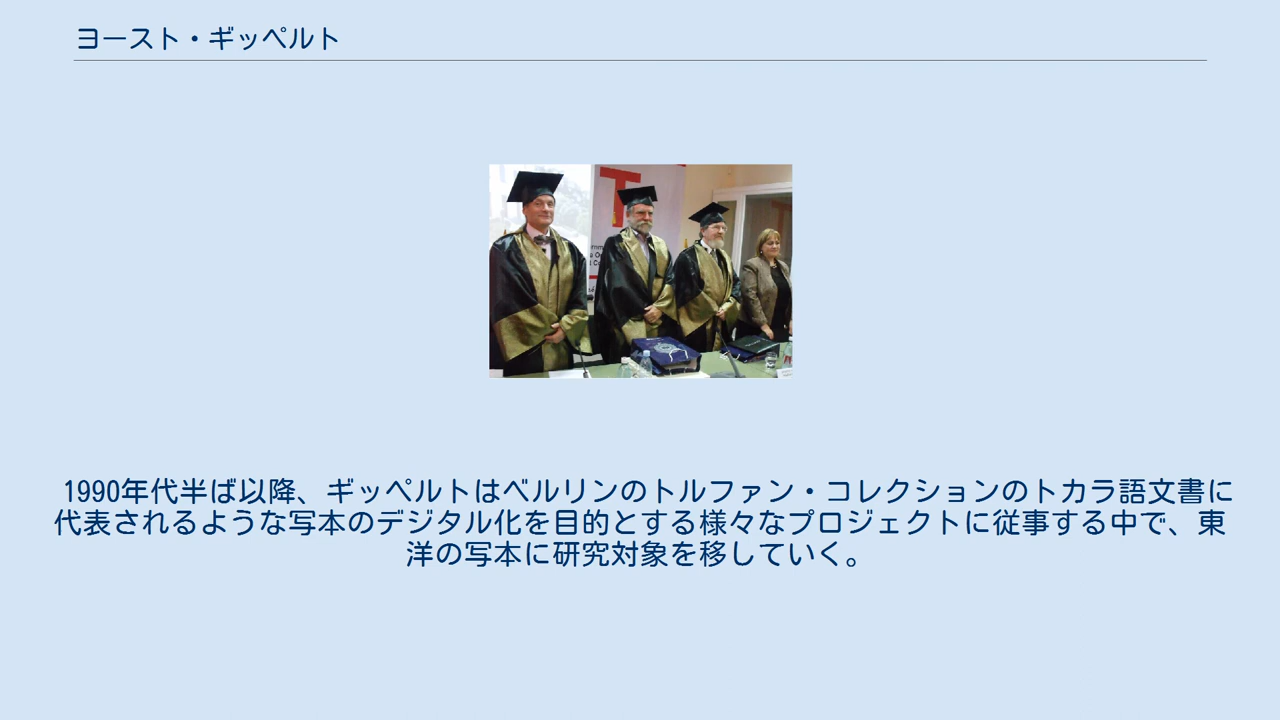 ヨースト・ギッペルト
T
1990年代半ば以降、ギッペルトはベルリンのトルファン・コレクションのトカラ語文書に
代表されるような写本のデジタル化を目的とする様々なプロジェクトに従事する中で、東
洋の写本に研究対象を移していく。